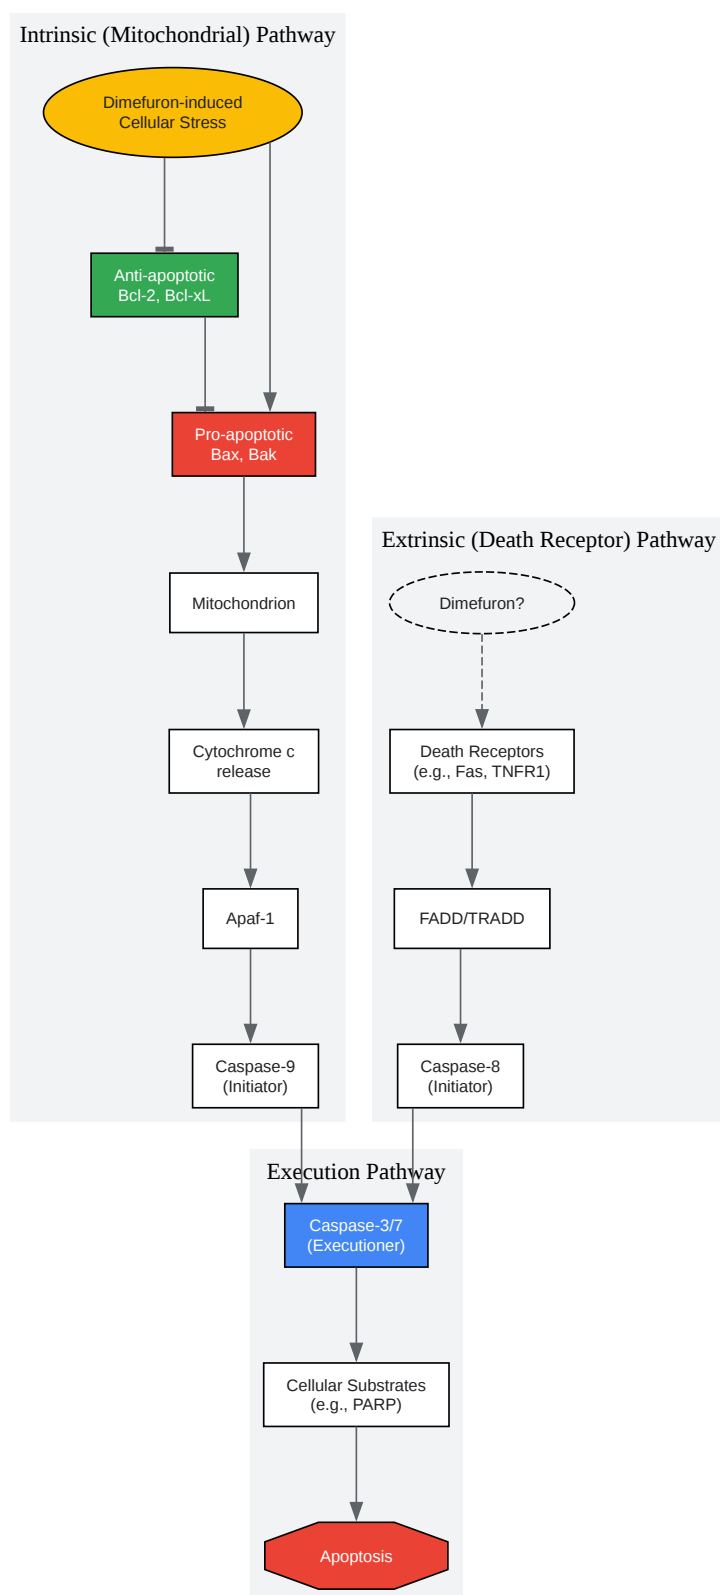 Intrinsic (Mitochondrial) Pathway
Dimefuron-induced
Cellular Stress
Anti-apoptotic
Bcl-2, Bcl-xL
Pro-apoptotic
Bax, Bak
Mitochondrion
Cytochrome c
release
Apaf-1
Caspase-9
(Initiator)
Extrinsic (Death Receptor) Pathway
Dimefuron?
Death Receptors
(e.g., Fas, TNFR1)
FADD/TRADD
Caspase-8
(Initiator)
Execution Pathway
Caspase-3/7
(Executioner)
Cellular Substrates
(e.g., PARP)
Apoptosis